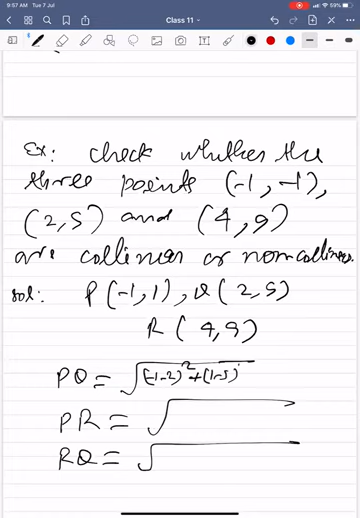 9:57 AM Tue 7 Jul
59%
Class 11
Ex: check whether the
three points (-1, -1),
(2,5) and (4,9)
are collinear or noncollinear.
sol: P(-1,1), Q(2,5)
R(4,9)
PQ = √(-1-2)² + (1-5)²
PR = √
RQ = √